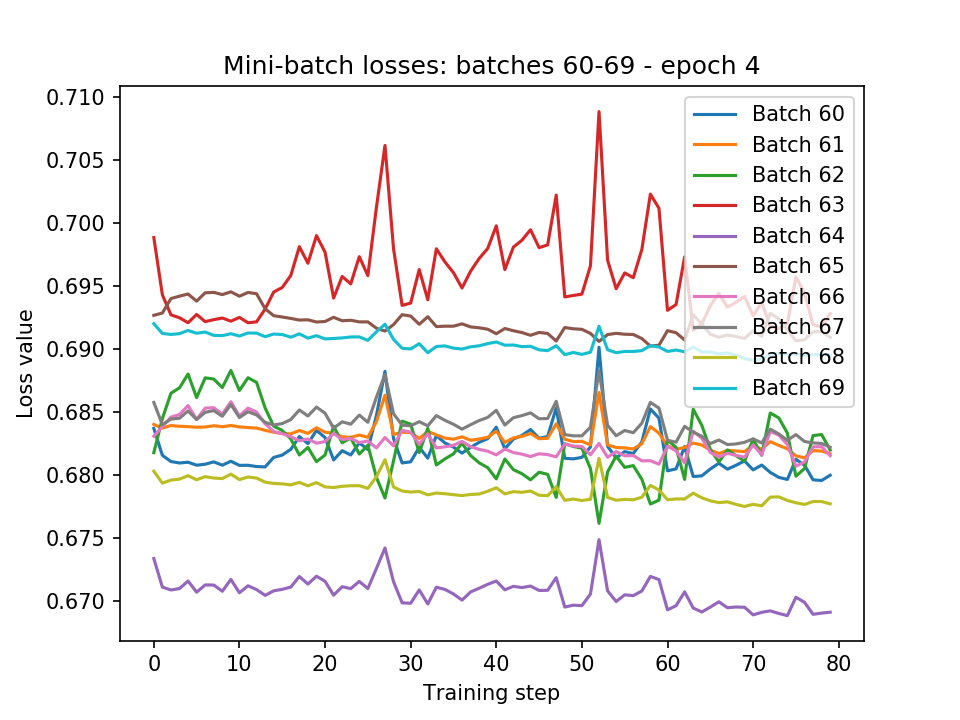 Mini-batch losses: batches 60-69 - epoch 4
0.710
0.705
0.700
0.695
0.690
0.685
0.680
0.675
0.670
Loss value
Batch 60
Batch 61
Batch 62
Batch 63
Batch 64
Batch 65
Batch 66
Batch 67
Batch 68
Batch 69
0 10 20 30 40 50 60 70 80
Training step